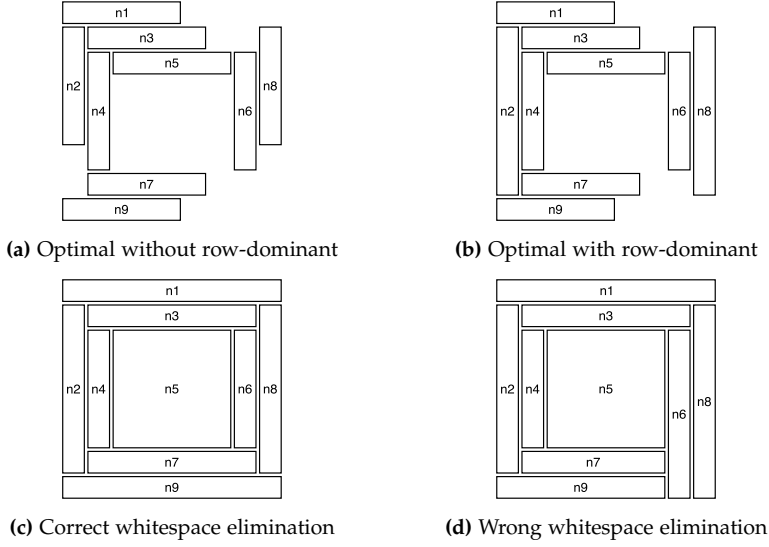 n1
n3
n5
n2
n4
n6
n8
n7
n9
(a) Optimal without row-dominant
n1
n3
n5
n2
n4
n6
n8
n7
n9
(b) Optimal with row-dominant
n1
n3
n2
n4
n5
n6
n8
n7
n9
(c) Correct whitespace elimination
n1
n3
n2
n4
n5
n6
n8
n7
n9
(d) Wrong whitespace elimination